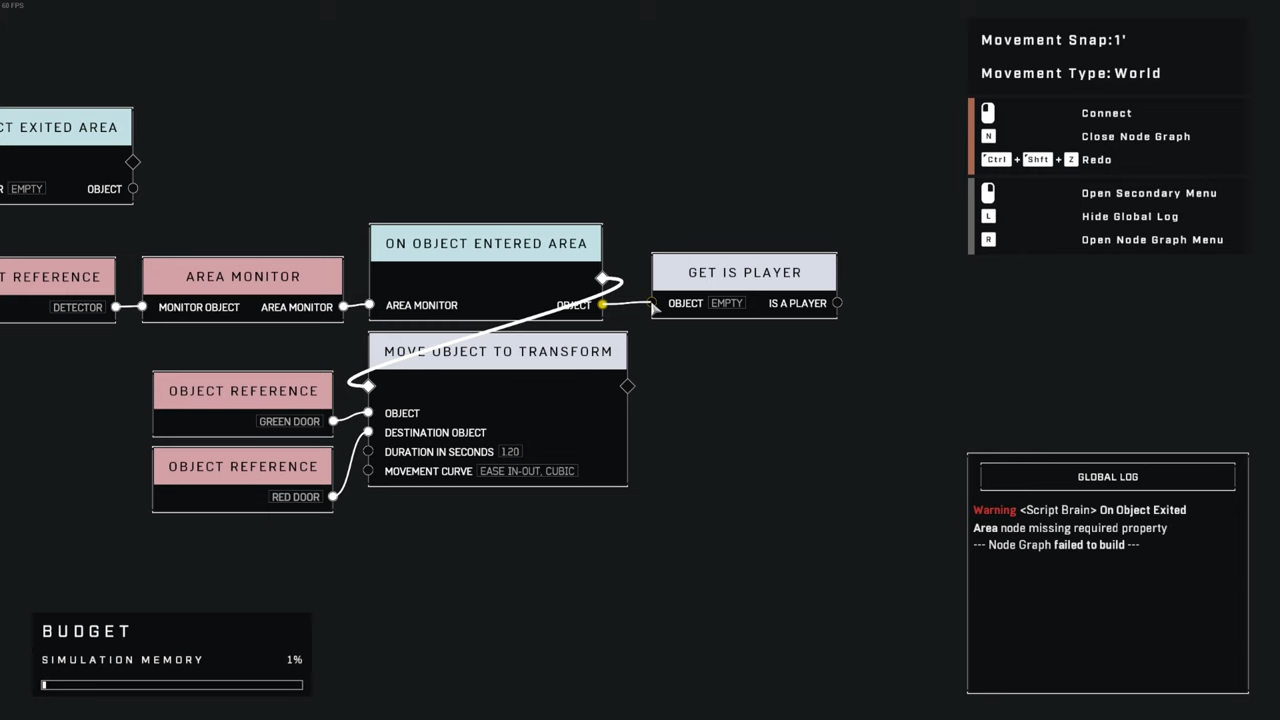 60 FPS
Movement Snap:1'
Movement Type: World
Connect
N Close Node Graph
Ctrl + Shft + Z Redo
Open Secondary Menu
L Hide Global Log
R Open Node Graph Menu
CT EXITED AREA
R EMPTY OBJECT
T REFERENCE
DETECTOR
AREA MONITOR
MONITOR OBJECT AREA MONITOR
ON OBJECT ENTERED AREA
AREA MONITOR OBJECT
GET IS PLAYER
OBJECT EMPTY IS A PLAYER
MOVE OBJECT TO TRANSFORM
OBJECT
DESTINATION OBJECT
DURATION IN SECONDS 1.20
MOVEMENT CURVE EASE IN-OUT, CUBIC
OBJECT REFERENCE
GREEN DOOR
OBJECT REFERENCE
RED DOOR
GLOBAL LOG
Warning <Script Brain> On Object Exited
Area node missing required property
--- Node Graph failed to build ---
BUDGET
SIMULATION MEMORY 1%